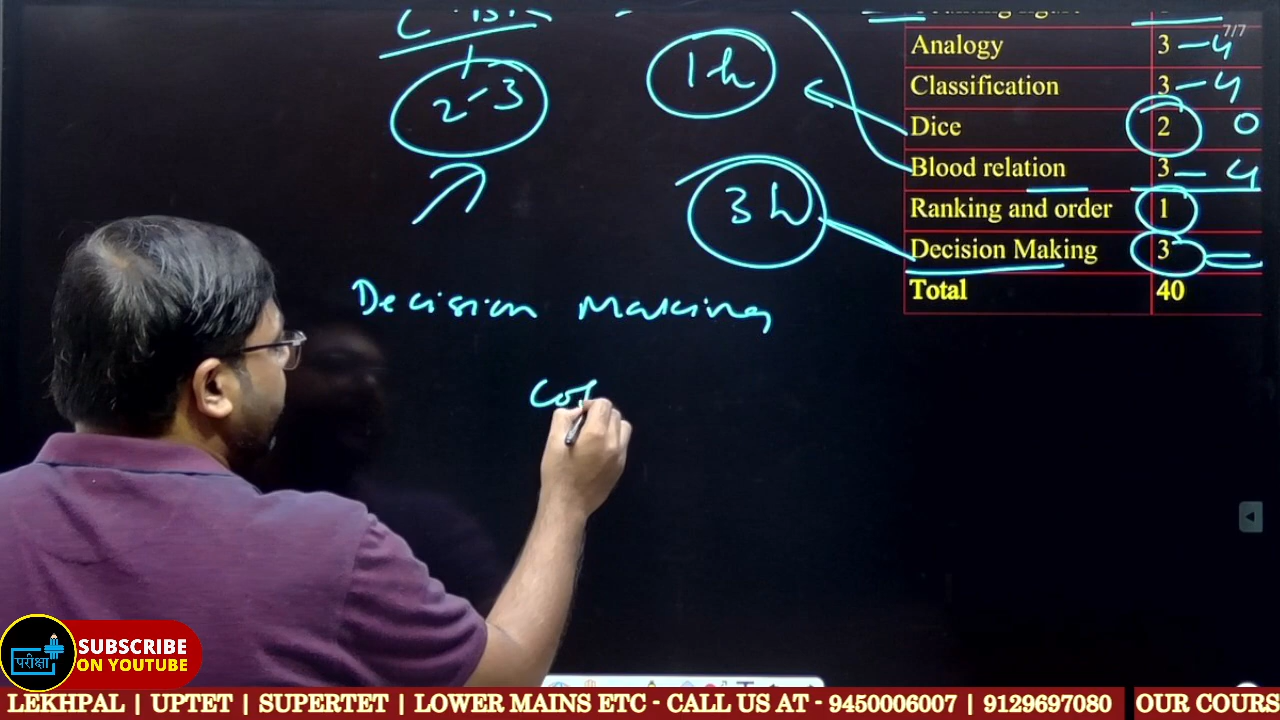 7/7
Analogy 3 - 4
Classification 3 - 4
Dice 2 0
Blood relation 3 - 4
Ranking and order 1
Decision Making 3 -
Total 40
2-3
1h
3h
Decision Making
परीक्षा
SUBSCRIBE
ON YOUTUBE
LEKHPAL | UPTET | SUPERTET | LOWER MAINS ETC - CALL US AT - 9450006007 | 9129697080
OUR COURS